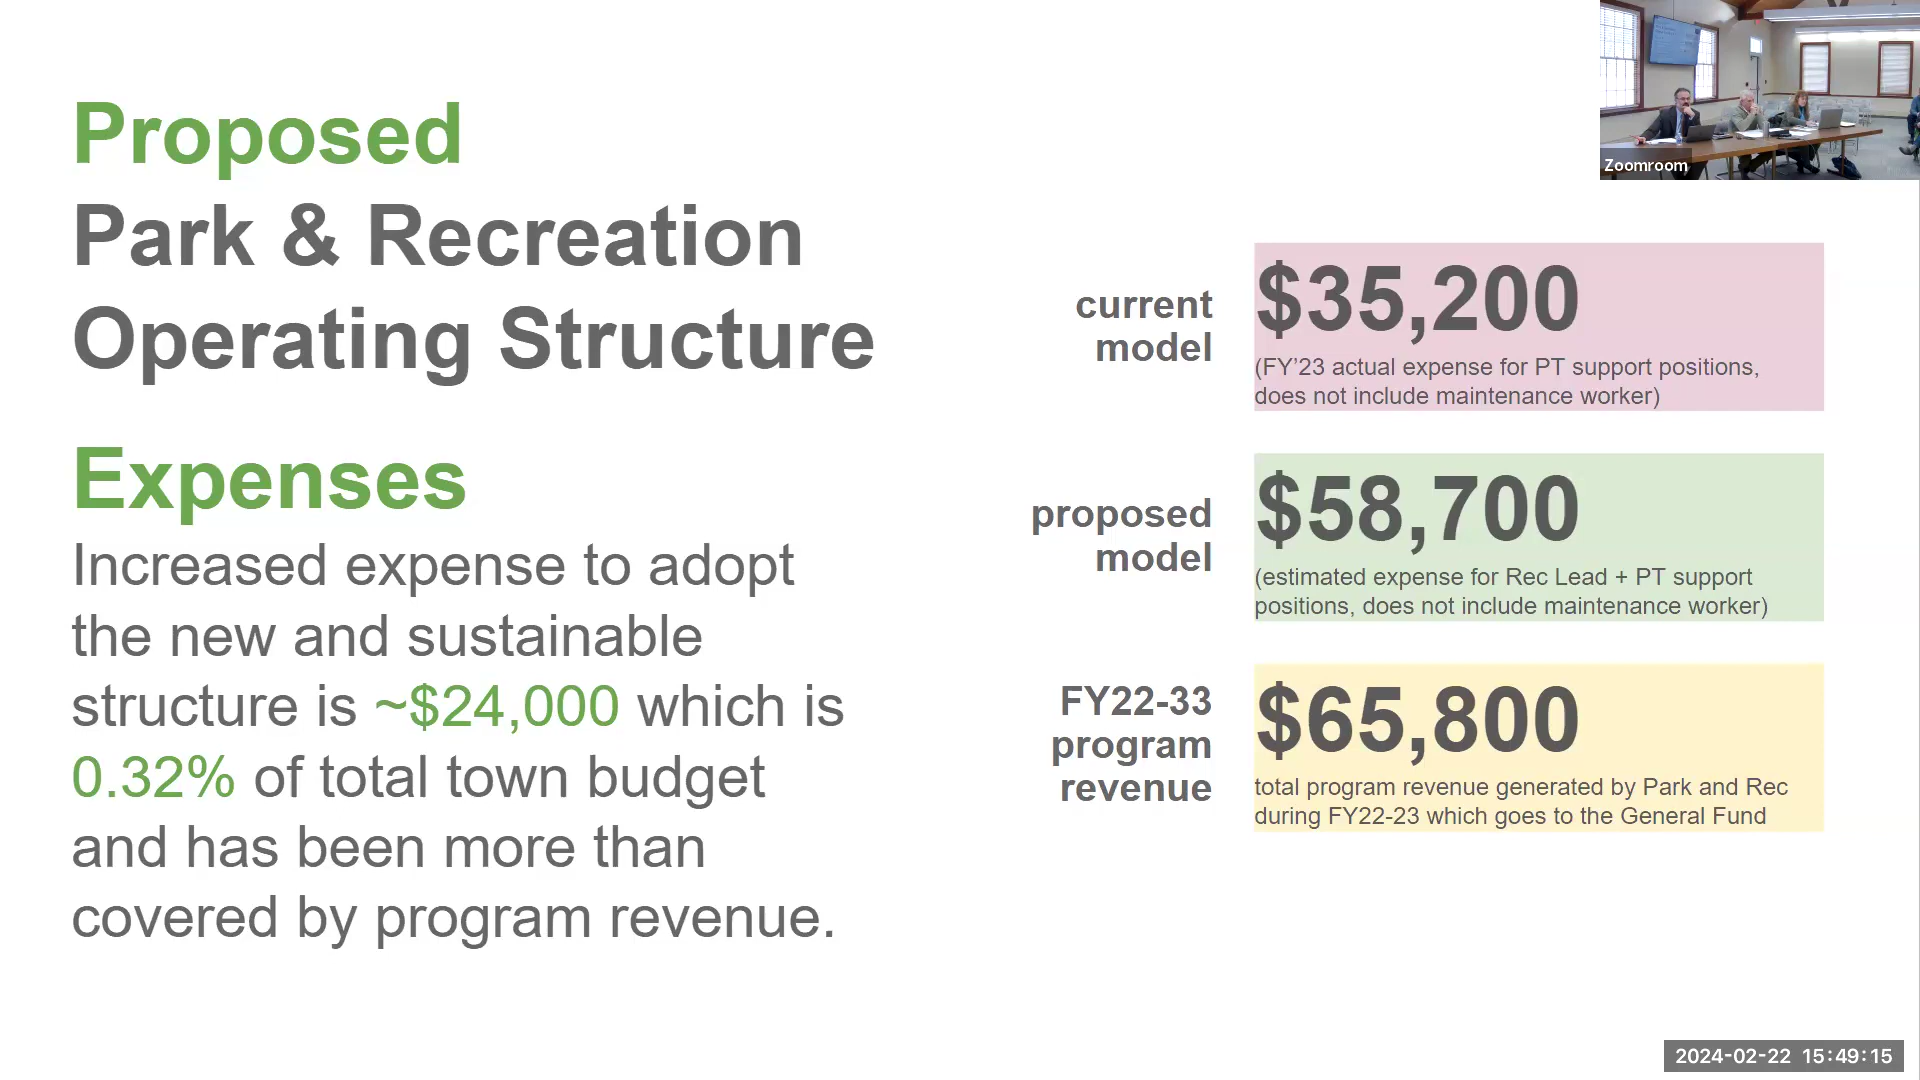 Proposed
Park & Recreation
Operating Structure
Expenses
Increased expense to adopt
the new and sustainable
structure is ~$24,000 which is
0.32% of total town budget
and has been more than
covered by program revenue.
Zoomroom
current
model
$35,200
(FY’23 actual expense for PT support positions,
does not include maintenance worker)
proposed
model
$58,700
(estimated expense for Rec Lead + PT support
positions, does not include maintenance worker)
FY22-33
program
revenue
$65,800
total program revenue generated by Park and Rec
during FY22-23 which goes to the General Fund
2024-02-22 15:49:15